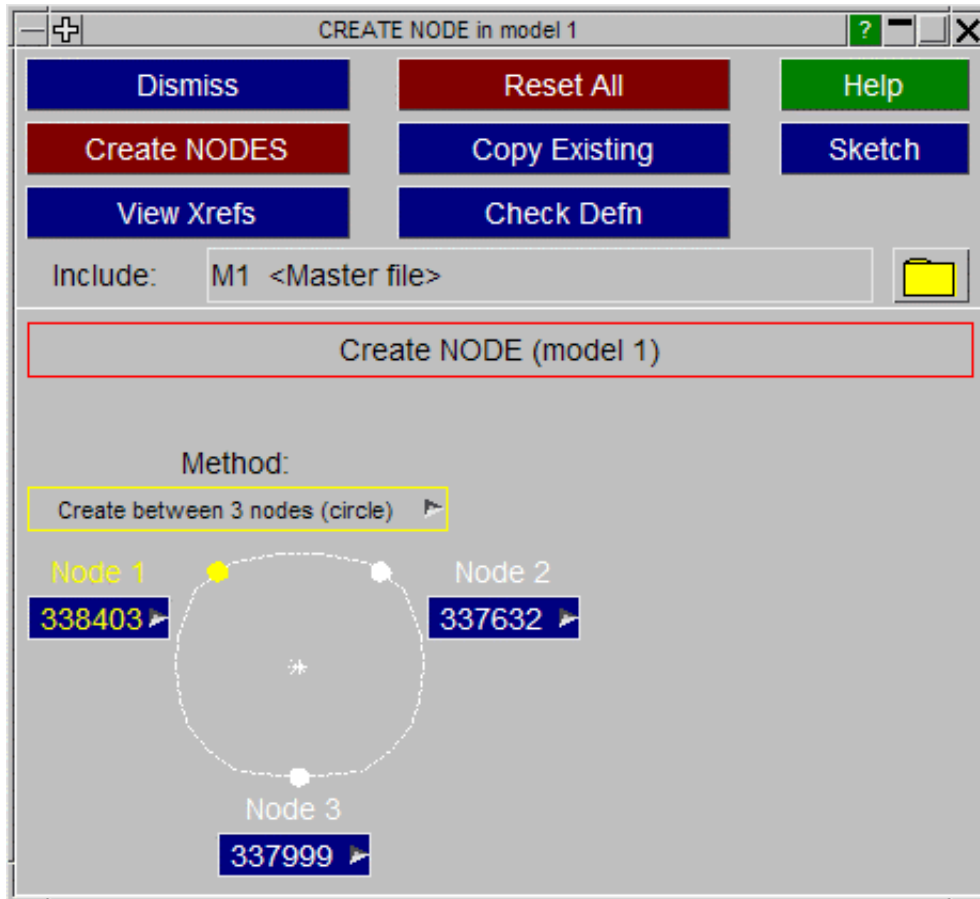 CREATE NODE in model 1 ?
Dismiss Reset All Help
Create NODES Copy Existing Sketch
View Xrefs Check Defn
Include: M1 <Master file>
Create NODE (model 1)
Method:
Create between 3 nodes (circle)
Node 1 Node 2
338403 337632
Node 3
337999